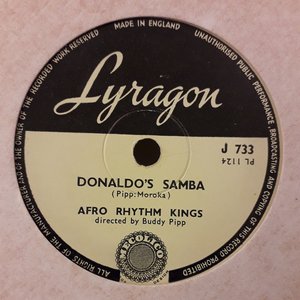 MADE IN ENGLAND
ALL RIGHTS OF THE MANUFACTURER AND OF THE OWNER OF THE RECORDED WORK RESERVED
UNAUTHORISED PUBLIC PERFORMANCE, BROADCASTING AND COPYING OF THIS RECORD PROHIBITED
Lyragon
J 733
PL 1124
DONALDO'S SAMBA
(Pipp:Moroka)
AFRO RHYTHM KINGS
directed by Buddy Pipp
MECOLICO